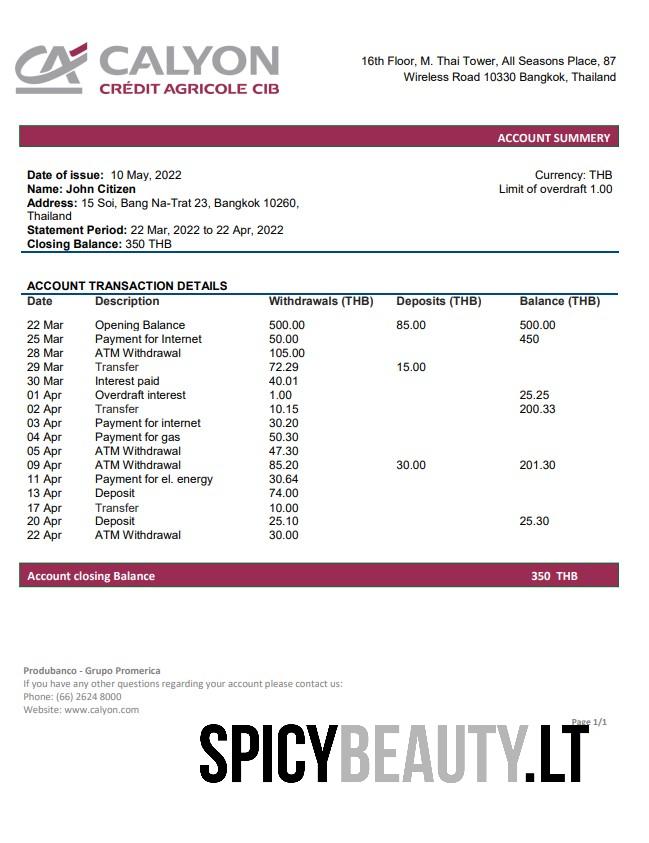 CALYON
CRÉDIT AGRICOLE CIB
16th Floor, M. Thai Tower, All Seasons Place, 87
Wireless Road 10330 Bangkok, Thailand
ACCOUNT SUMMERY
Date of issue: 10 May, 2022
Name: John Citizen
Address: 15 Soi, Bang Na-Trat 23, Bangkok 10260,
Thailand
Statement Period: 22 Mar, 2022 to 22 Apr, 2022
Closing Balance: 350 THB
Currency: THB
Limit of overdraft 1.00
ACCOUNT TRANSACTION DETAILS
Date Description Withdrawals (THB) Deposits (THB) Balance (THB)
22 Mar Opening Balance 500.00 85.00 500.00
25 Mar Payment for Internet 50.00 450
28 Mar ATM Withdrawal 105.00
29 Mar Transfer 72.29 15.00
30 Mar Interest paid 40.01
01 Apr Overdraft interest 1.00 25.25
02 Apr Transfer 10.15 200.33
03 Apr Payment for internet 30.20
04 Apr Payment for gas 50.30
05 Apr ATM Withdrawal 47.30
09 Apr ATM Withdrawal 85.20 30.00 201.30
11 Apr Payment for el. energy 30.64
13 Apr Deposit 74.00
17 Apr Transfer 10.00
20 Apr Deposit 25.10 25.30
22 Apr ATM Withdrawal 30.00
Account closing Balance 350 THB
Produbanco - Grupo Promerica
If you have any other questions regarding your account please contact us:
Phone: (66) 2624 8000
Website: www.calyon.com
Page 1/1
SPICYBEAUTY.LT